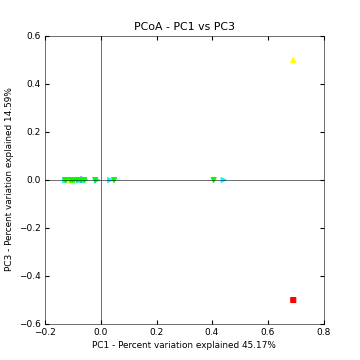 PCoA - PC1 vs PC3
0.6
0.4
0.2
0.0
−0.2
−0.4
−0.6
PC3 - Percent variation explained 14.59%
−0.2 0.0 0.2 0.4 0.6 0.8
PC1 - Percent variation explained 45.17%